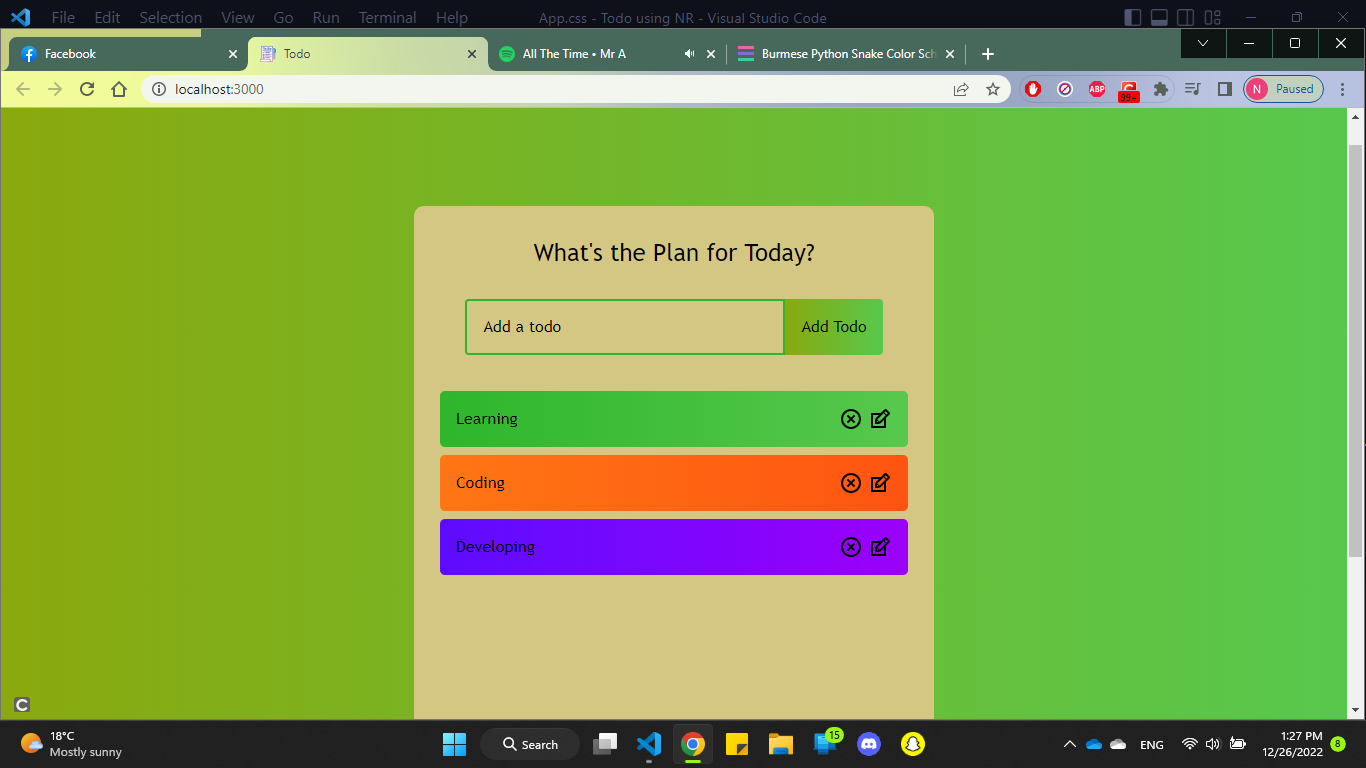 File Edit Selection View Go Run Terminal Help App.css - Todo using NR - Visual Studio Code
Facebook Todo All The Time • Mr A Burmese Python Snake Color Sch
localhost:3000 ABP 99+ N Paused
What's the Plan for Today?
Add a todo Add Todo
Learning
Coding
Developing
C
18°C
Mostly sunny
Search
15
ENG
1:27 PM
12/26/2022
8